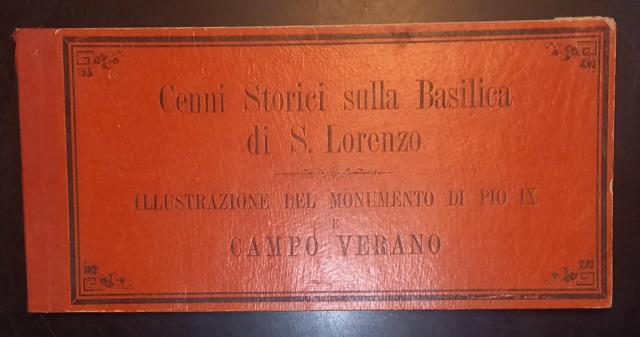 Cenni Storici sulla Basilica
di S. Lorenzo
ILLUSTRAZIONE DEL MONUMENTO DI PIO IX
E
CAMPO VERANO